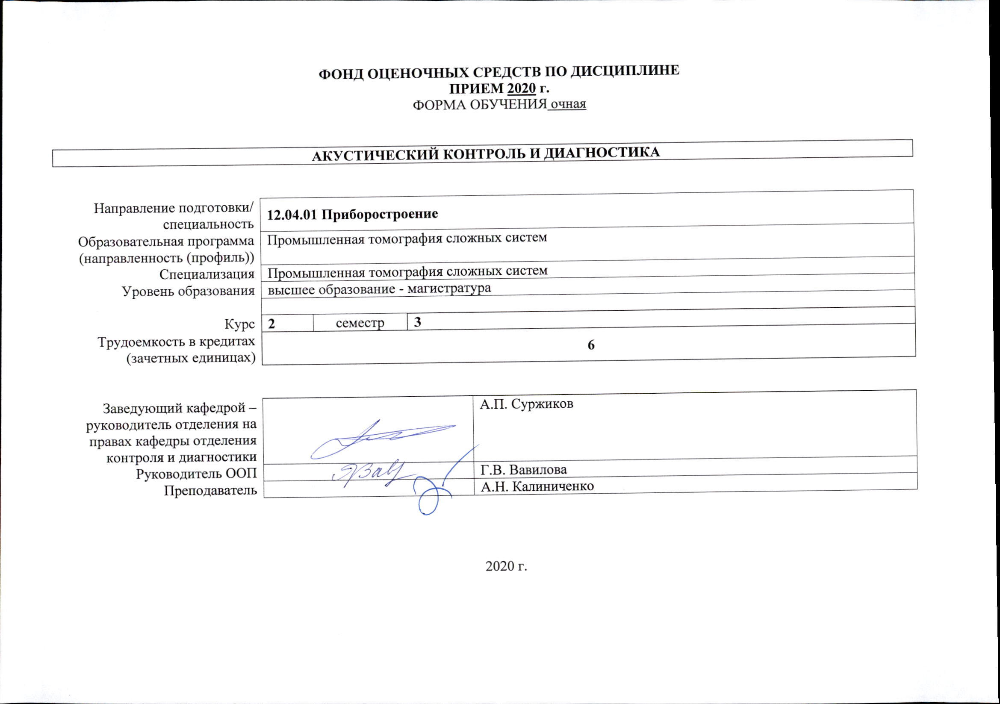 ФОНД ОЦЕНОЧНЫХ СРЕДСТВ ПО ДИСЦИПЛИНЕ
ПРИЕМ 2020 г.
ФОРМА ОБУЧЕНИЯ очная
АКУСТИЧЕСКИЙ КОНТРОЛЬ И ДИАГНОСТИКА
Направление подготовки/
специальность
12.04.01 Приборостроение
Образовательная программа
(направленность (профиль))
Промышленная томография сложных систем
Специализация
Промышленная томография сложных систем
Уровень образования
высшее образование - магистратура
Курс 2 семестр 3
Трудоемкость в кредитах
(зачетных единицах)
6
Заведующий кафедрой –
руководитель отделения на
правах кафедры отделения
контроля и диагностики
А.П. Суржиков
Руководитель ООП
Г.В. Вавилова
Преподаватель
А.Н. Калиниченко
2020 г.